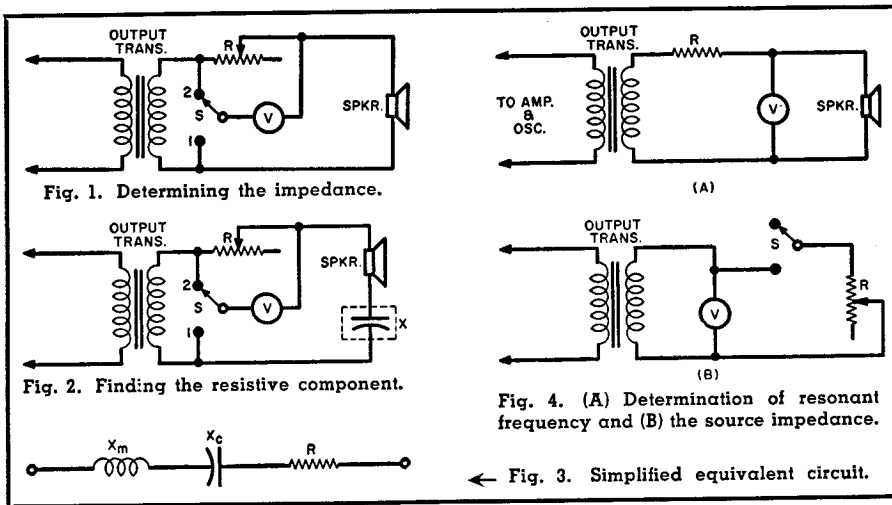 OUTPUT
TRANS.
R
2
S
V
1
SPKR.
Fig. 1. Determining the impedance.
OUTPUT
TRANS.
R
2
S
V
1
SPKR.
X
Fig. 2. Finding the resistive component.
Xm
Xc
R
OUTPUT
TRANS.
R
TO AMP.
&
OSC.
V
SPKR.
(A)
OUTPUT
TRANS.
S
R
V
(B)
Fig. 4. (A) Determination of resonant
frequency and (B) the source impedance.
← Fig. 3. Simplified equivalent circuit.